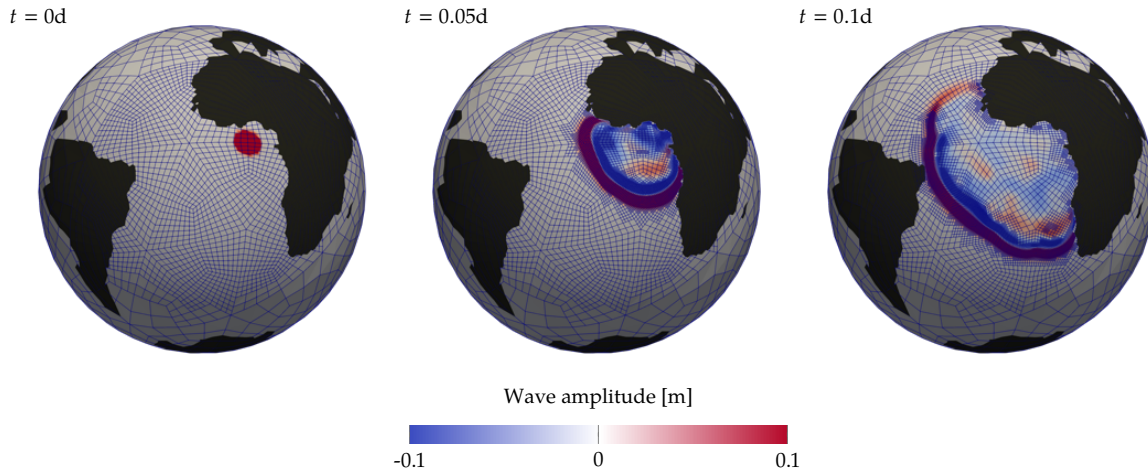 t = 0d
t = 0.05d
t = 0.1d
Wave amplitude [m]
-0.1 0 0.1